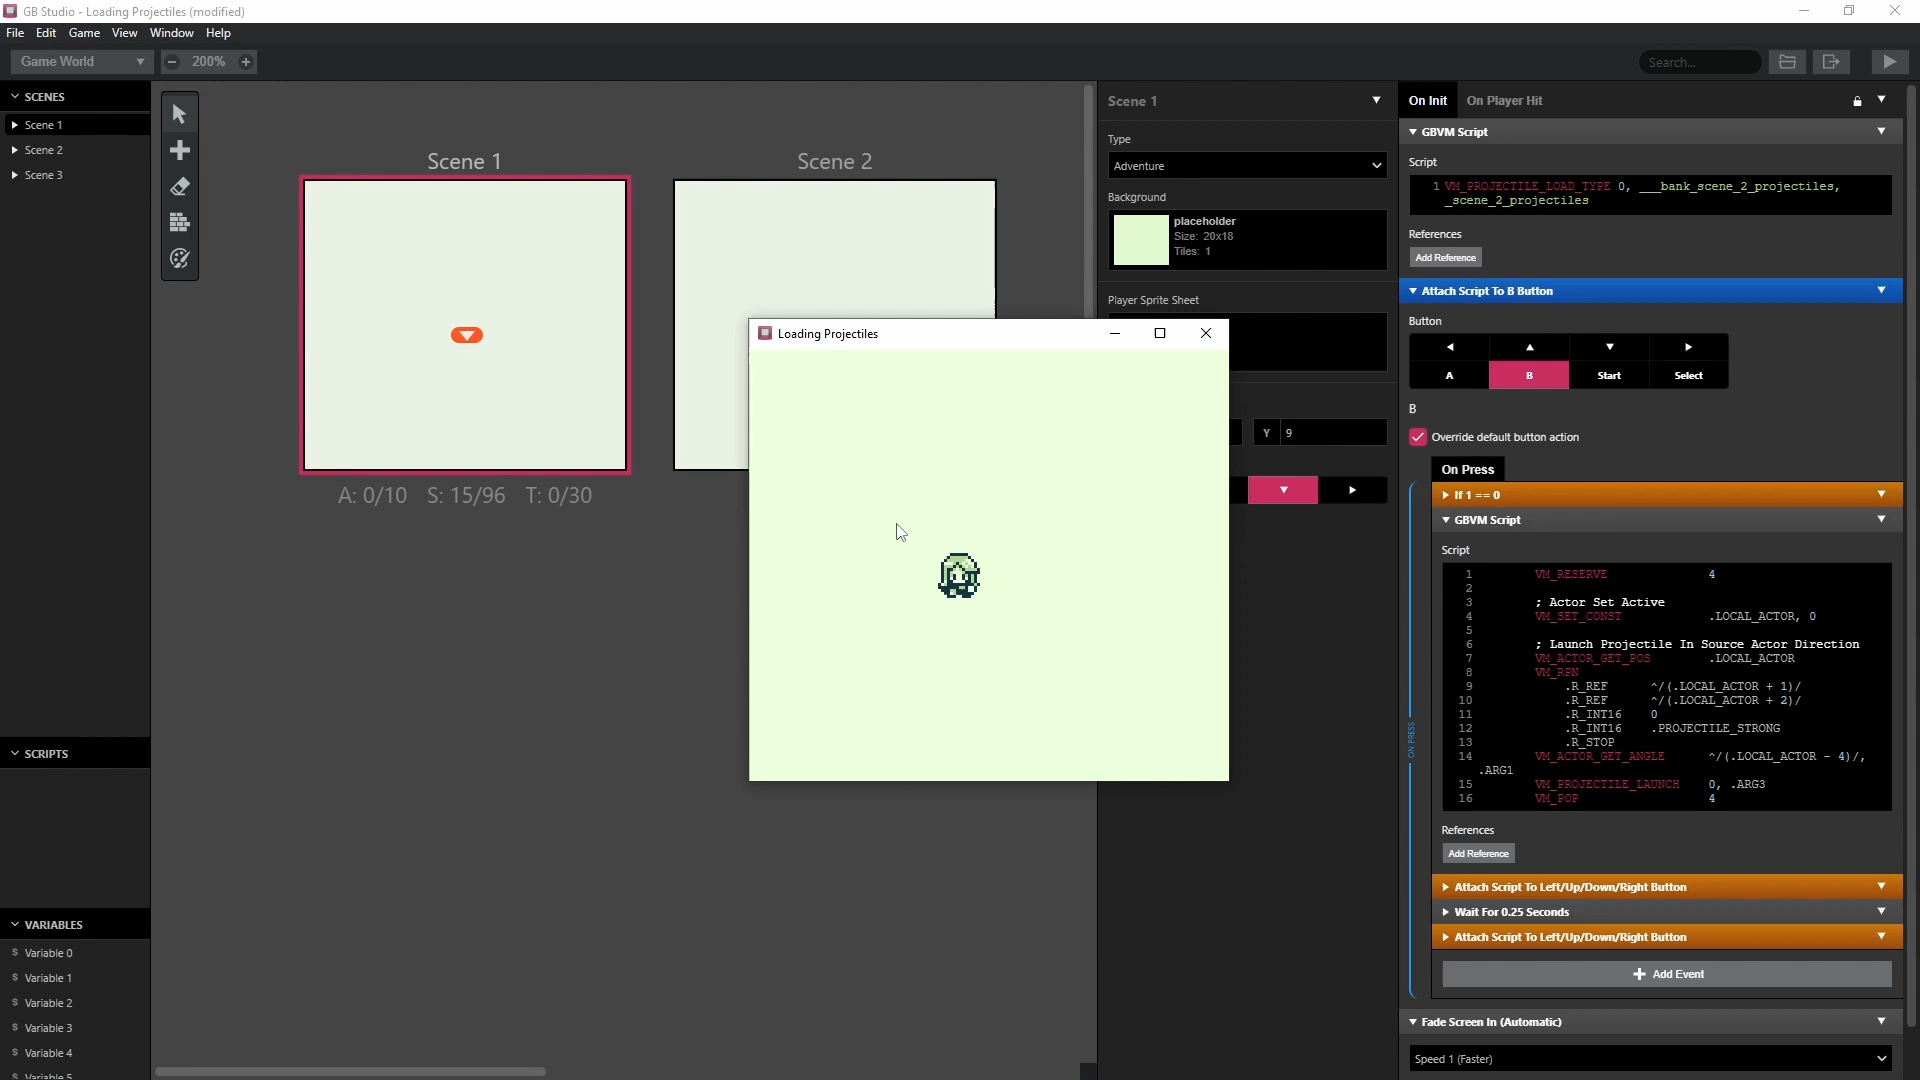 GB Studio - Loading Projectiles (modified)
File Edit Game View Window Help
Game World
200%
Search...
SCENES
Scene 1
Scene 2
Scene 3
SCRIPTS
VARIABLES
$ Variable 0
$ Variable 1
$ Variable 2
$ Variable 3
$ Variable 4
$ Variable 5
Scene 1
Scene 2
A: 0/10 S: 15/96 T: 0/30
Loading Projectiles
Scene 1
Type
Adventure
Background
placeholder
Size: 20x18
Tiles: 1
Player Sprite Sheet
Y 9
On Init On Player Hit
GBVM Script
Script
1 VM_PROJECTILE_LOAD_TYPE 0, ___bank_scene_2_projectiles,
_scene_2_projectiles
References
Add Reference
Attach Script To B Button
Button
A B Start Select
B
Override default button action
On Press
ON PRESS
If 1 == 0
GBVM Script
Script
1 VM_RESERVE 4
2
3 ; Actor Set Active
4 VM_SET_CONST .LOCAL_ACTOR, 0
5
6 ; Launch Projectile In Source Actor Direction
7 VM_ACTOR_GET_POS .LOCAL_ACTOR
8 VM_RPN
9 .R_REF ^/(.LOCAL_ACTOR + 1)/
10 .R_REF ^/(.LOCAL_ACTOR + 2)/
11 .R_INT16 0
12 .R_INT16 .PROJECTILE_STRONG
13 .R_STOP
14 VM_ACTOR_GET_ANGLE ^/(.LOCAL_ACTOR - 4)/,
.ARG1
15 VM_PROJECTILE_LAUNCH 0, .ARG3
16 VM_POP 4
References
Add Reference
Attach Script To Left/Up/Down/Right Button
Wait For 0.25 Seconds
Attach Script To Left/Up/Down/Right Button
Add Event
Fade Screen In (Automatic)
Speed 1 (Faster)